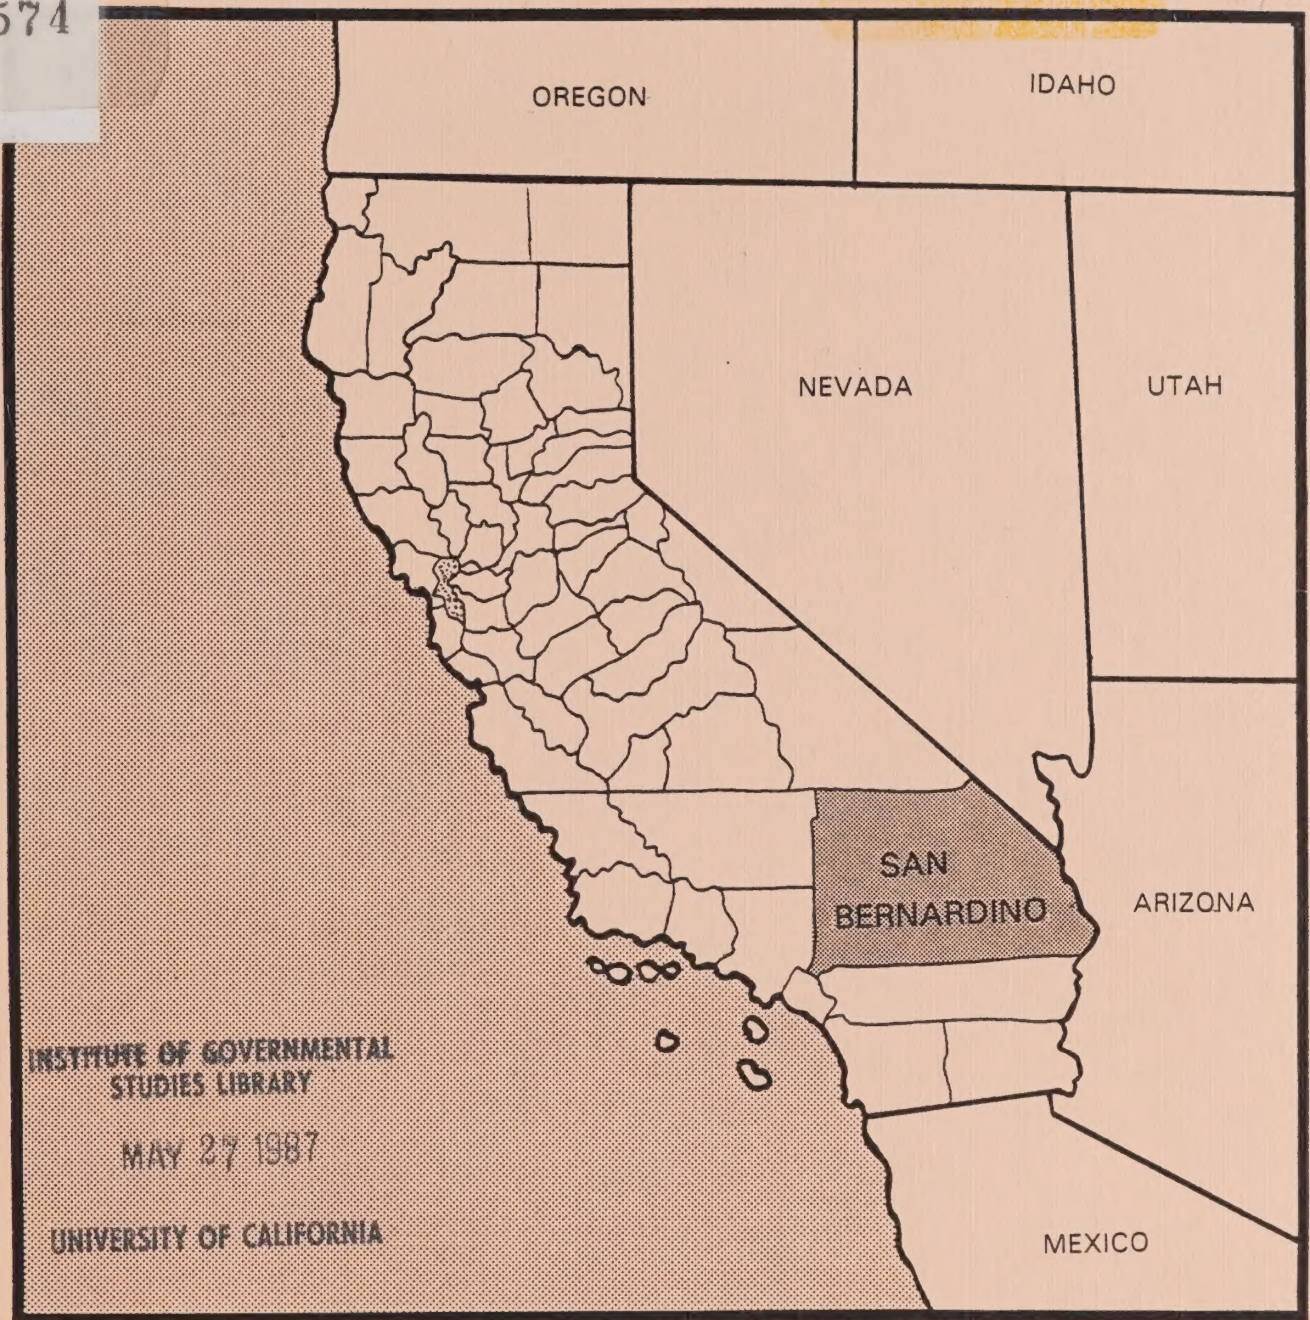 574
OREGON
IDAHO
NEVADA
UTAH
SAN
BERNARDINO
ARIZONA
INSTITUTE OF GOVERNMENTAL
STUDIES LIBRARY
MAY 27 1987
UNIVERSITY OF CALIFORNIA
MEXICO